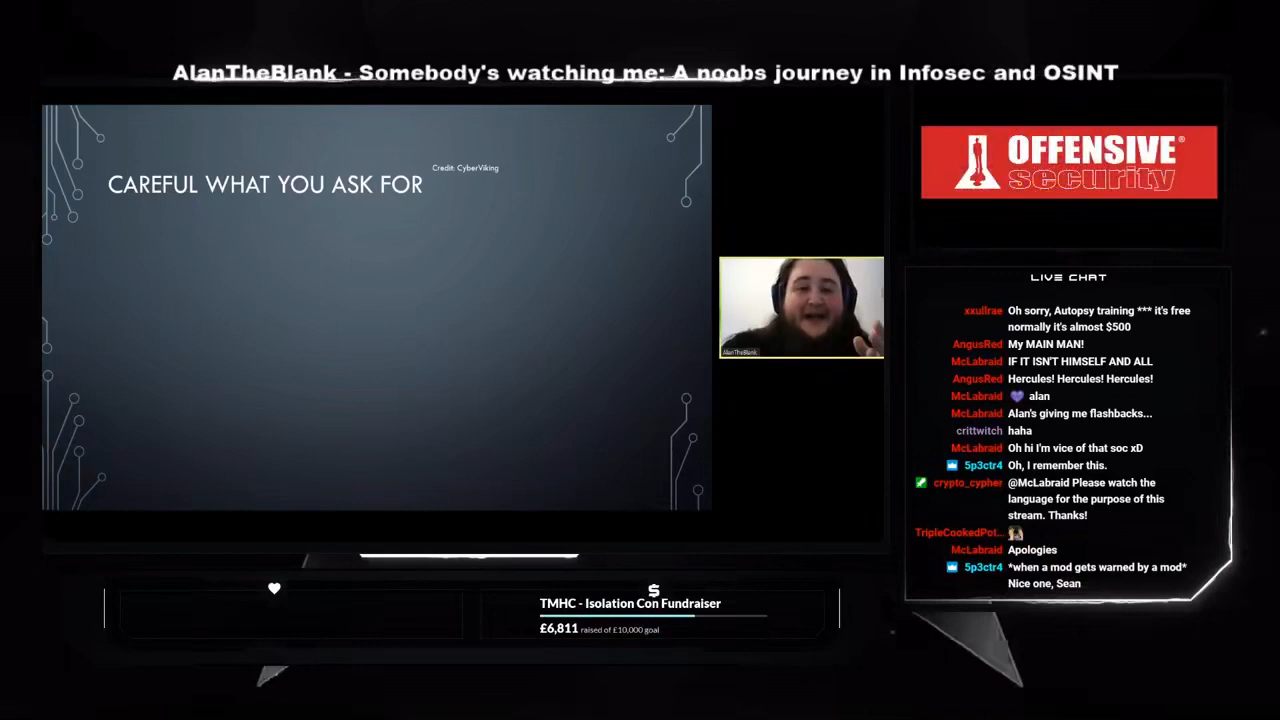 AlanTheBlank - Somebody's watching me: A noobs journey in Infosec and OSINT
Credit: CyberViking
CAREFUL WHAT YOU ASK FOR
AlanTheBlank
OFFENSIVE®
security
LIVE CHAT
xxullrae Oh sorry, Autopsy training *** it's free
normally it's almost $500
AngusRed My MAIN MAN!
McLabraid IF IT ISN'T HIMSELF AND ALL
AngusRed Hercules! Hercules! Hercules!
McLabraid 💜 alan
McLabraid Alan's giving me flashbacks...
crittwitch haha
McLabraid Oh hi I'm vice of that soc xD
5p3ctr4 Oh, I remember this.
crypto_cypher @McLabraid Please watch the
language for the purpose of this
stream. Thanks!
TripleCookedPot...
McLabraid Apologies
5p3ctr4 *when a mod gets warned by a mod*
Nice one, Sean
$
TMHC - Isolation Con Fundraiser
£6,811 raised of £10,000 goal